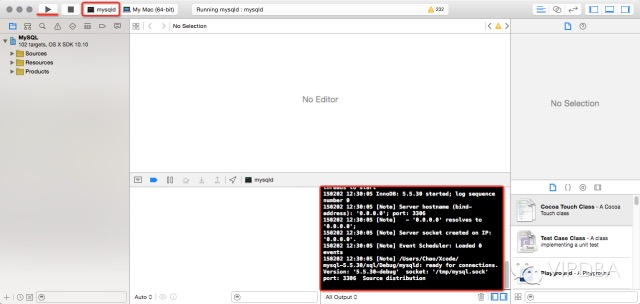 mysqld
My Mac (64-bit)
Running mysqld : mysqld
232
MySQL
102 targets, OS X SDK 10.10
Sources
Resources
Products
No Selection
No Editor
No Selection
mysqld
threads to start
150202 12:30:05 InnoDB: 5.5.30 started; log sequence
number 0
150202 12:30:05 [Note] Server hostname (bind-
address): '0.0.0.0'; port: 3306
150202 12:30:05 [Note]   - '0.0.0.0' resolves to
'0.0.0.0';
150202 12:30:05 [Note] Server socket created on IP:
'0.0.0.0'.
150202 12:30:05 [Note] Event Scheduler: Loaded 0
events
150202 12:30:05 [Note] /Users/Chao/Xcode/
mysql-5.5.30/sql/Debug/mysqld: ready for connections.
Version: '5.5.30-debug'  socket: '/tmp/mysql.sock'
port: 3306  Source distribution
Cocoa Touch Class - A Cocoa
Touch class
Test Case Class - A class
implementing a unit test
Playground - A Playground
Auto
All Output